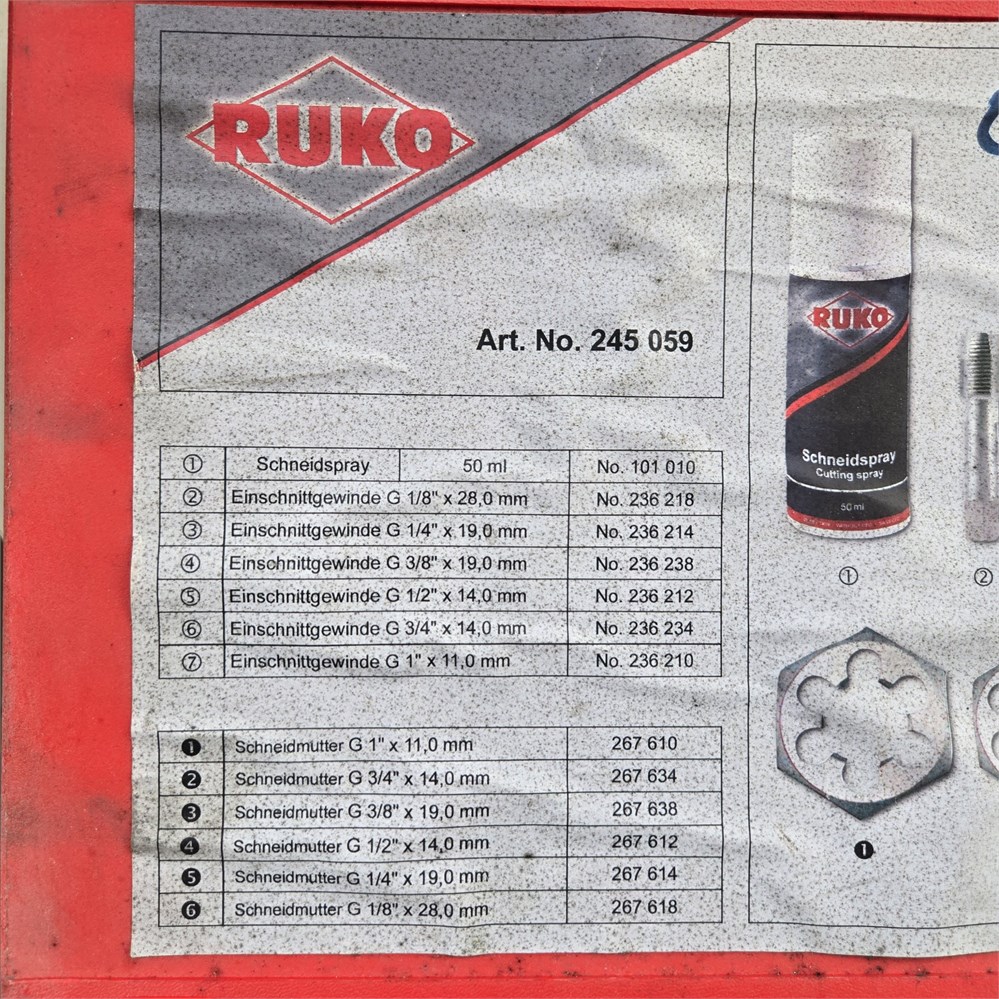 RUKO
Art. No. 245 059
① Schneidspray 50 ml No. 101 010
② Einschnittgewinde G 1/8" x 28,0 mm No. 236 218
③ Einschnittgewinde G 1/4" x 19,0 mm No. 236 214
④ Einschnittgewinde G 3/8" x 19,0 mm No. 236 238
⑤ Einschnittgewinde G 1/2" x 14,0 mm No. 236 212
⑥ Einschnittgewinde G 3/4" x 14,0 mm No. 236 234
⑦ Einschnittgewinde G 1" x 11,0 mm No. 236 210
❶ Schneidmutter G 1" x 11,0 mm 267 610
❷ Schneidmutter G 3/4" x 14,0 mm 267 634
❸ Schneidmutter G 3/8" x 19,0 mm 267 638
❹ Schneidmutter G 1/2" x 14,0 mm 267 612
❺ Schneidmutter G 1/4" x 19,0 mm 267 614
❻ Schneidmutter G 1/8" x 28,0 mm 267 618
RUKO
Schneidspray
Cutting spray
50 ml
① ②
❶